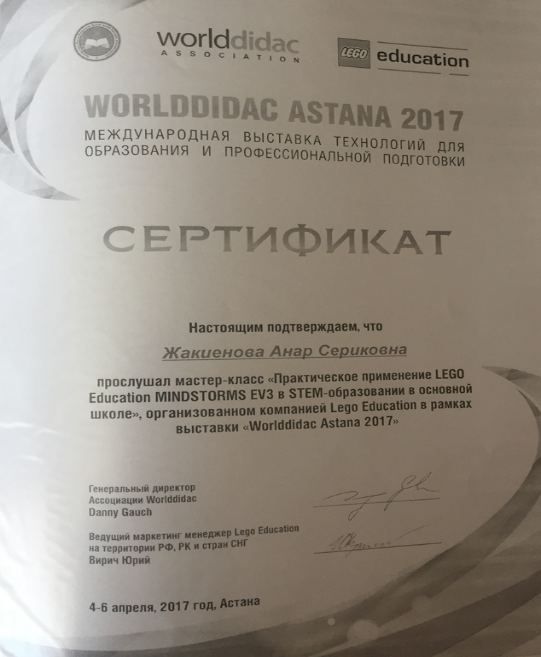 worlddidac
ASSOCIATION
LEGO education
WORLDDIDAC ASTANA 2017
МЕЖДУНАРОДНАЯ ВЫСТАВКА ТЕХНОЛОГИЙ ДЛЯ
ОБРАЗОВАНИЯ И ПРОФЕССИОНАЛЬНОЙ ПОДГОТОВКИ
СЕРТИФИКАТ
Настоящим подтверждаем, что
Жакиенова Анар Сериковна
прослушал мастер-класс «Практическое применение LEGO
Education MINDSTORMS EV3 в STEM-образовании в основной
школе», организованном компанией Lego Education в рамках
выставки «Worlddidac Astana 2017»
Генеральный директор
Ассоциации Worlddidac
Danny Gauch
Ведущий маркетинг менеджер Lego Education
на территории РФ, РК и стран СНГ
Вирич Юрий
4-6 апреля, 2017 год, Астана